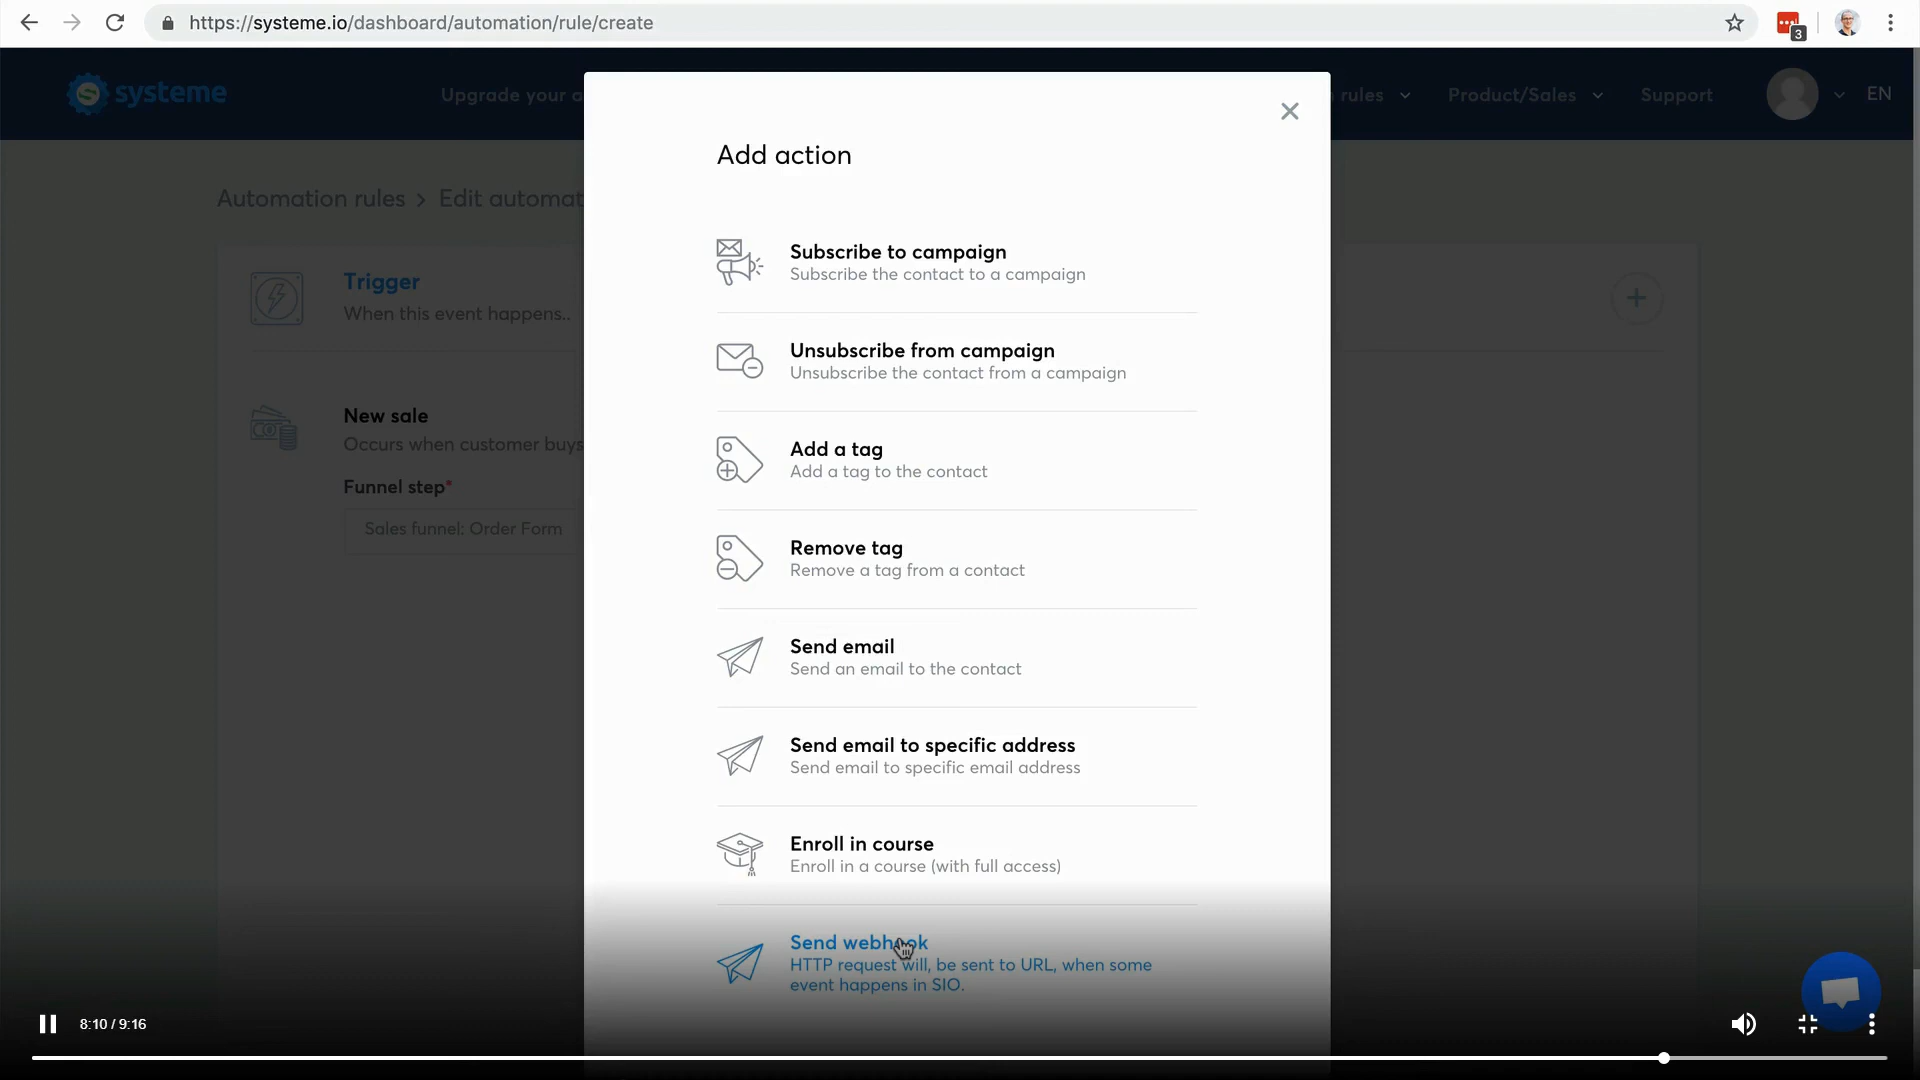 https://systeme.io/dashboard/automation/rule/create
3
systeme
Upgrade your a
rules
Product/Sales
Support
EN
Add action
Automation rules > Edit automat
Subscribe to campaign
Subscribe the contact to a campaign
Trigger
When this event happens..
Unsubscribe from campaign
Unsubscribe the contact from a campaign
New sale
Occurs when customer buys
Add a tag
Add a tag to the contact
Funnel step*
Sales funnel: Order Form
Remove tag
Remove a tag from a contact
Send email
Send an email to the contact
Send email to specific address
Send email to specific email address
Enroll in course
Enroll in a course (with full access)
Send webhook
HTTP request will, be sent to URL, when some
event happens in SIO.
8:10 / 9:16